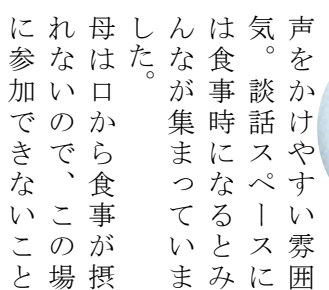 声をかけやすい雰囲
気。談話スペースに
は食事時になるとみ
んなが集まっていま
した。
母は口から食事が摂
れないので、この場
に参加できないこと